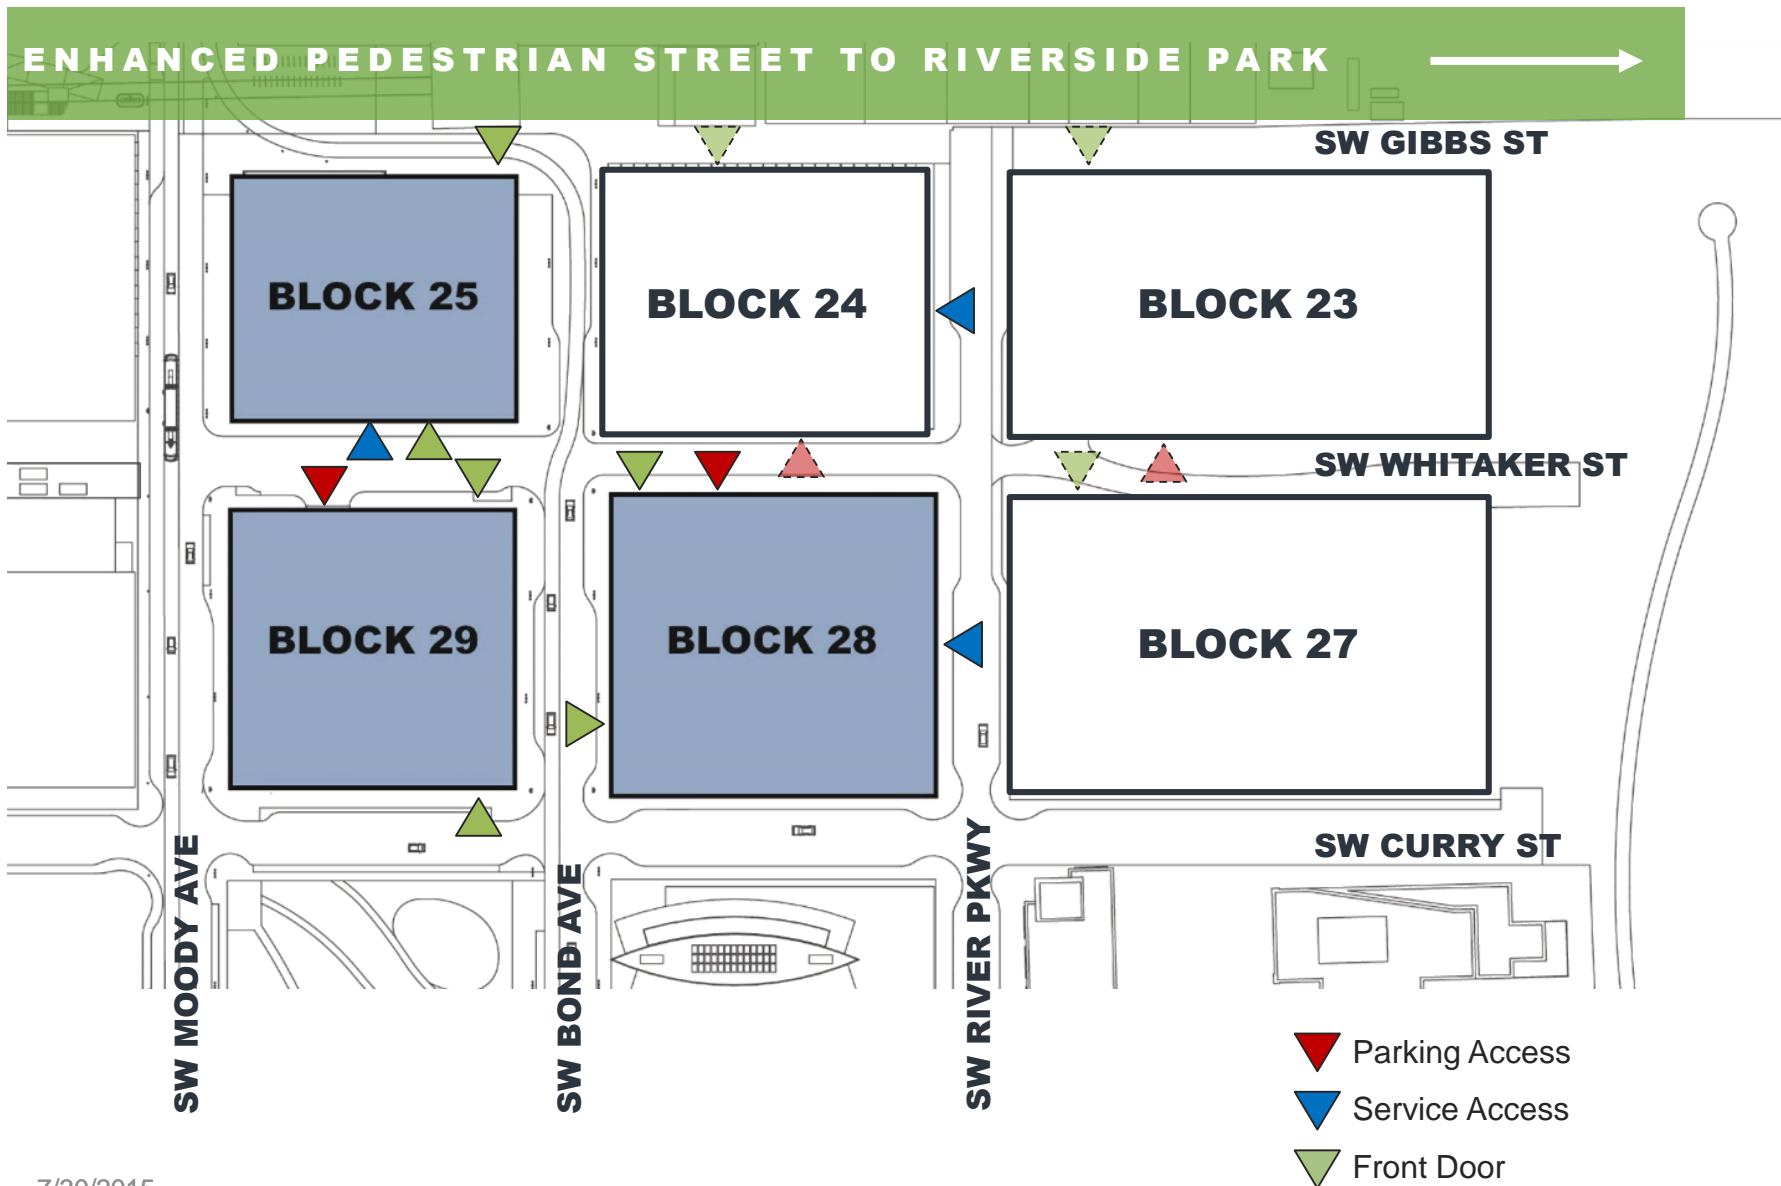 ENHANCED PEDESTRIAN STREET TO RIVERSIDE PARK
SW GIBBS ST
BLOCK 25
BLOCK 24
BLOCK 23
SW WHITAKER ST
BLOCK 29
BLOCK 28
BLOCK 27
SW CURRY ST
SW MOODY AVE
SW BOND AVE
SW RIVER PKWY
Parking Access
Service Access
Front Door